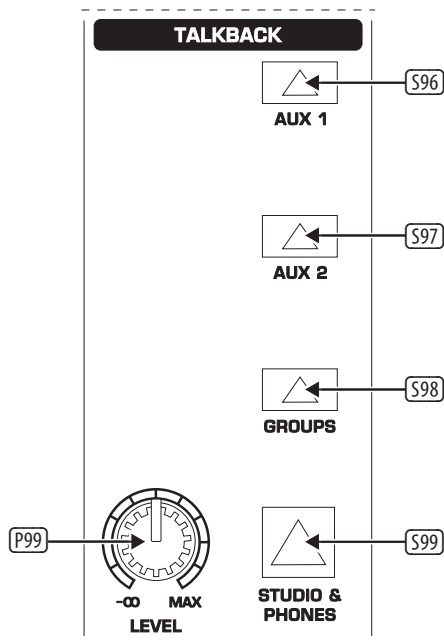 TALKBACK
S96
AUX 1
S97
AUX 2
S98
GROUPS
P99
S99
-∞ MAX
LEVEL
STUDIO &
PHONES